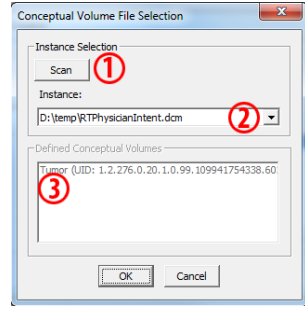 Conceptual Volume File Selection
Instance Selection
Scan
1
Instance:
D:\temp\RTPhysicianIntent.dcm
2
Defined Conceptual Volumes
Tumor (UID: 1.2.276.0.20.1.0.99.109941754338.60
3
OK
Cancel